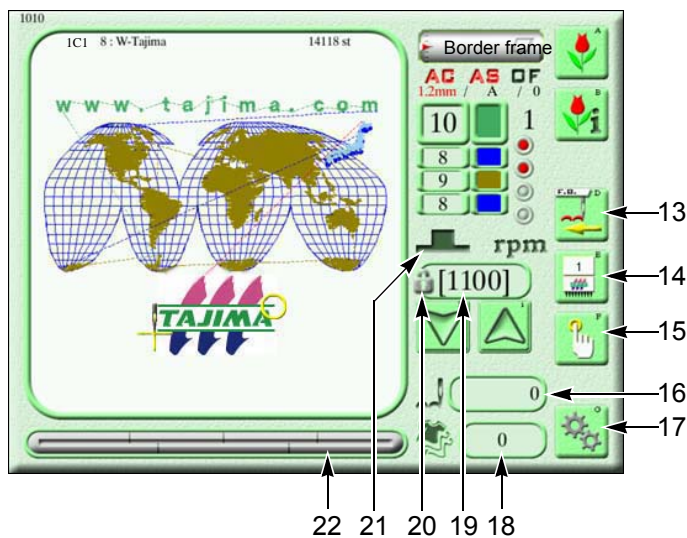 1010
1C1 8 : W-Tajima 14118 st
Border frame
A
AC AS OF
1.2mm / A / 0
www.tajima.com
10 1
B
i
8
9
8
F.B. D
13
rpm
E
1
14
[1100]
TAJIMA
F
15
0
16
O
17
0
22 21 20 19 18